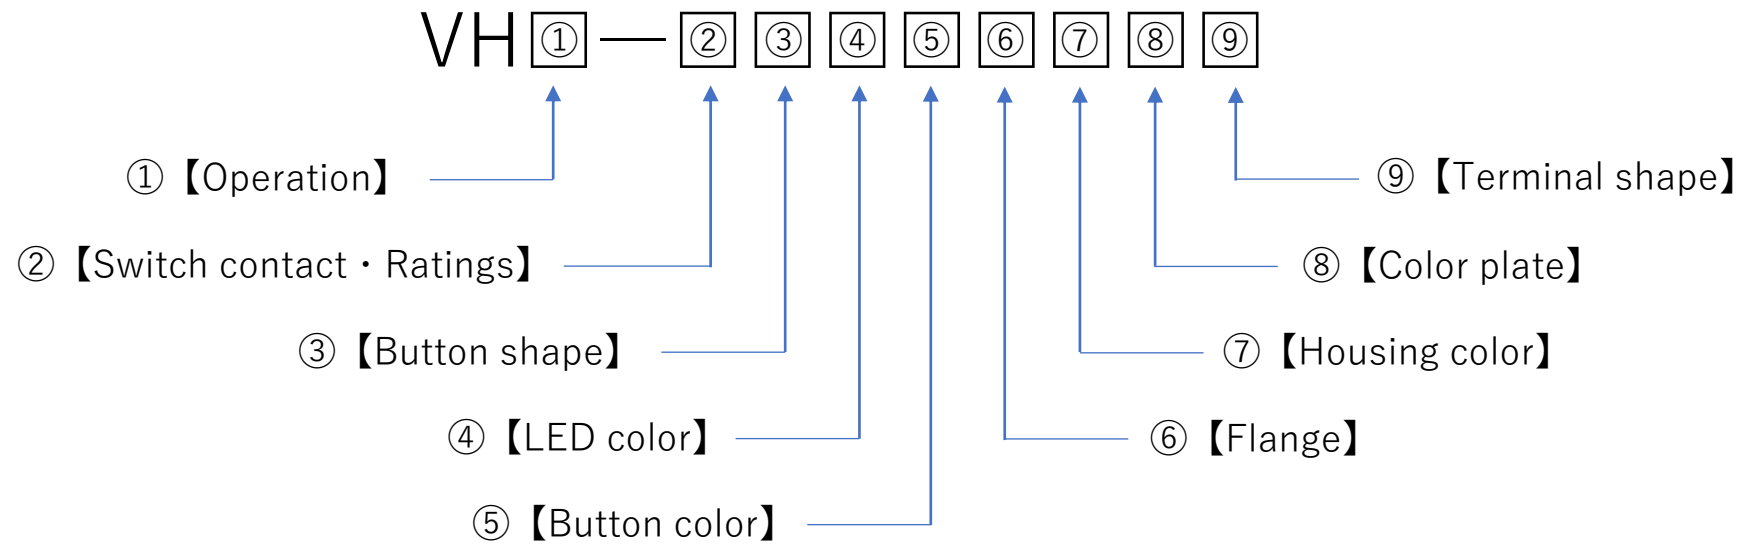 VH①―②③④⑤⑥⑦⑧⑨
①【Operation】
⑨【Terminal shape】
②【Switch contact・Ratings】
⑧【Color plate】
③【Button shape】
⑦【Housing color】
④【LED color】
⑥【Flange】
⑤【Button color】